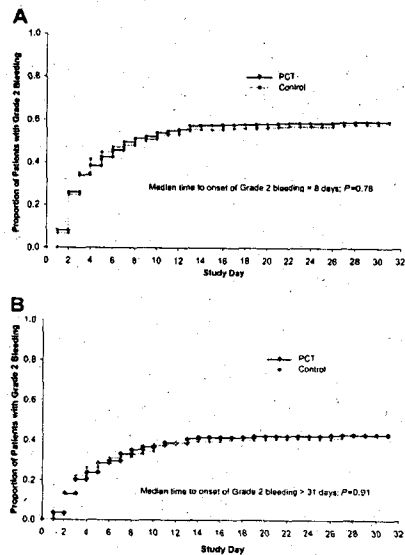 A
Proportion of Patients with Grade 2 Bleeding
1.0
0.8
0.6
0.4
0.2
0.0
PCT
Control
Median time to onset of Grade 2 bleeding = 8 days; P=0.78
0 2 4 6 8 10 12 14 16 18 20 22 24 26 28 30 32
Study Day
B
Proportion of Patients with Grade 2 Bleeding
1.0
0.8
0.6
0.4
0.2
0.0
PCT
Control
Median time to onset of Grade 2 bleeding > 31 days; P=0.91
0 2 4 6 8 10 12 14 16 18 20 22 24 26 28 30 32
Study Day